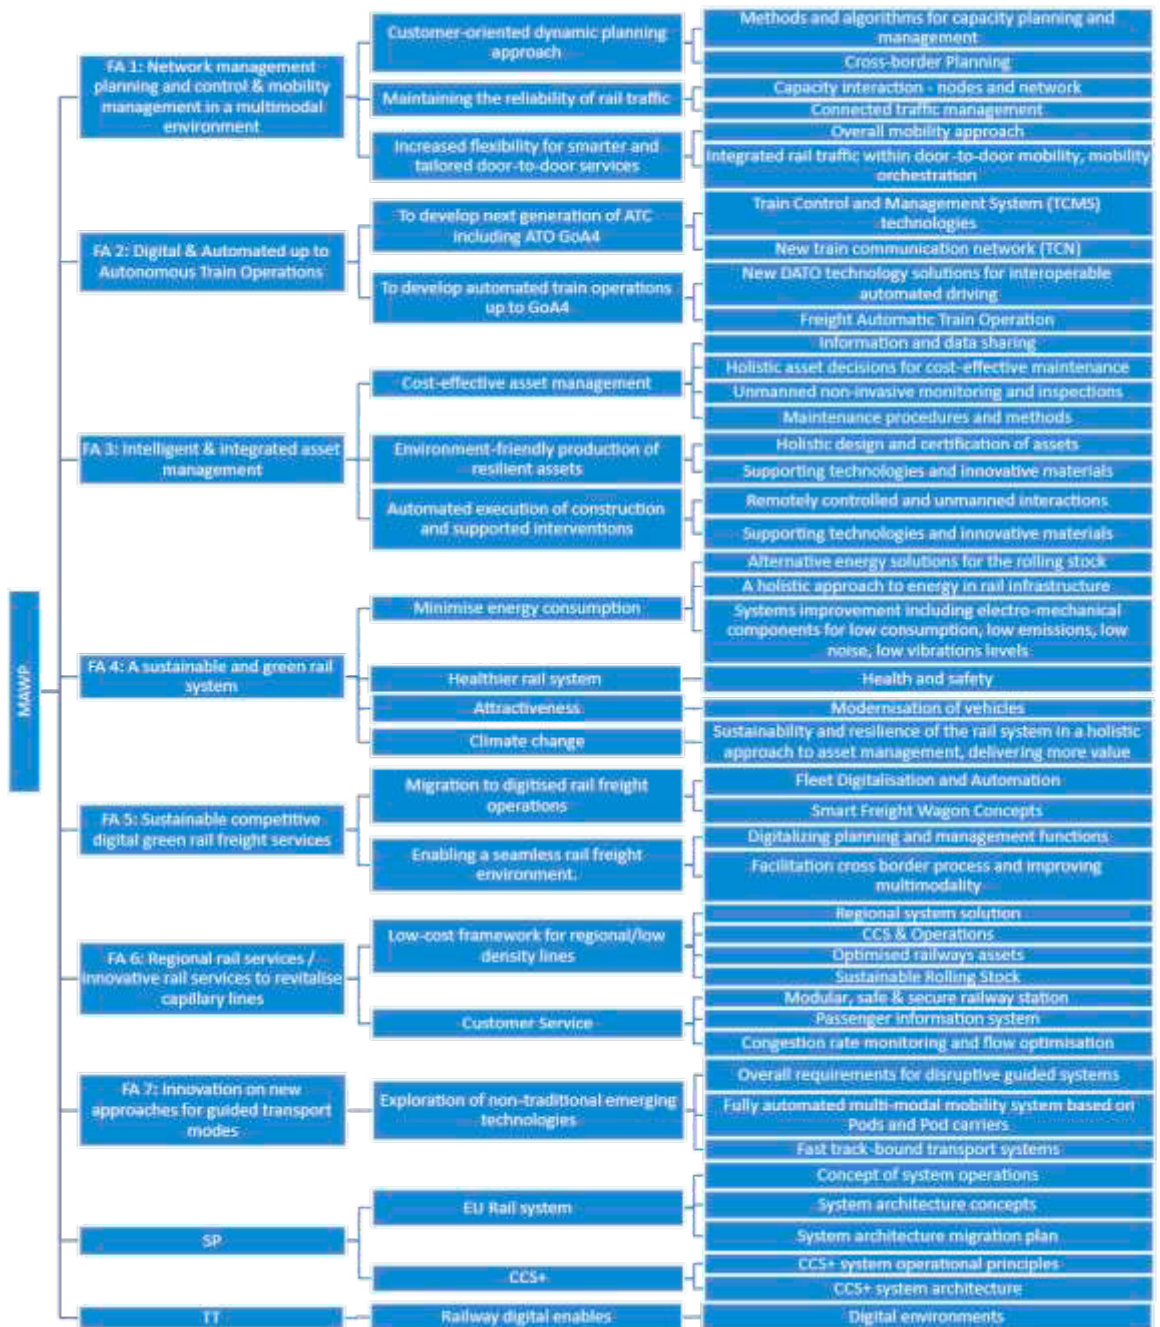 MAWP
FA 1: Network management
planning and control & mobility
management in a multimodal
environment
Customer-oriented dynamic planning
approach
Methods and algorithms for capacity planning and
management
Cross-border Planning
Maintaining the reliability of rail traffic
Capacity interaction - nodes and network
Connected traffic management
Increased flexibility for smarter and
tailored door-to-door services
Overall mobility approach
Integrated rail traffic within door-to-door mobility, mobility
orchestration
FA 2: Digital & Automated up to
Autonomous Train Operations
To develop next generation of ATC
including ATO GoA4
Train Control and Management System (TCMS)
technologies
New train communication network (TCN)
To develop automated train operations
up to GoA4
New DATO technology solutions for interoperable
automated driving
Freight Automatic Train Operation
FA 3: Intelligent & integrated asset
management
Cost-effective asset management
Information and data sharing
Holistic asset decisions for cost-effective maintenance
Unmanned non-invasive monitoring and inspections
Maintenance procedures and methods
Environment-friendly production of
resilient assets
Holistic design and certification of assets
Supporting technologies and innovative materials
Automated execution of construction
and supported interventions
Remotely controlled and unmanned interactions
Supporting technologies and innovative materials
FA 4: A sustainable and green rail
system
Minimise energy consumption
Alternative energy solutions for the rolling stock
A holistic approach to energy in rail infrastructure
Systems improvement including electro-mechanical
components for low consumption, low emissions, low
noise, low vibrations levels
Healthier rail system
Health and safety
Attractiveness
Modernisation of vehicles
Climate change
Sustainability and resilience of the rail system in a holistic
approach to asset management, delivering more value
FA 5: Sustainable competitive
digital green rail freight services
Migration to digitised rail freight
operations
Fleet Digitalisation and Automation
Smart Freight Wagon Concepts
Enabling a seamless rail freight
environment.
Digitalizing planning and management functions
Facilitation cross border process and improving
multimodality
FA 6: Regional rail services /
innovative rail services to revitalise
capillary lines
Low-cost framework for regional/low
density lines
Regional system solution
CCS & Operations
Optimised railways assets
Sustainable Rolling Stock
Customer Service
Modular, safe & secure railway station
Passenger information system
Congestion rate monitoring and flow optimisation
FA 7: Innovation on new
approaches for guided transport
modes
Exploration of non-traditional emerging
technologies
Overall requirements for disruptive guided systems
Fully automated multi-modal mobility system based on
Pods and Pod carriers
Fast track-bound transport systems
SP
EU Rail system
Concept of system operations
System architecture concepts
System architecture migration plan
CCS+
CCS+ system operational principles
CCS+ system architecture
TT
Railway digital enables
Digital environments